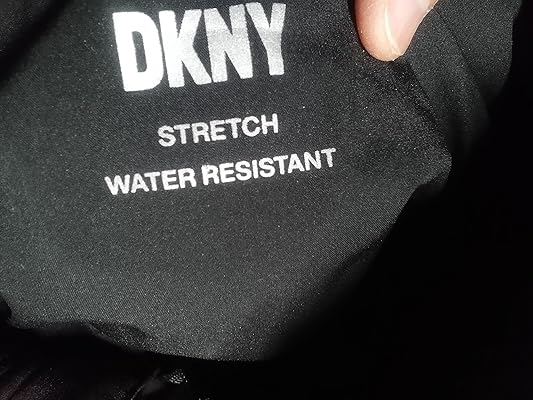 DKNY
STRETCH
WATER RESISTANT